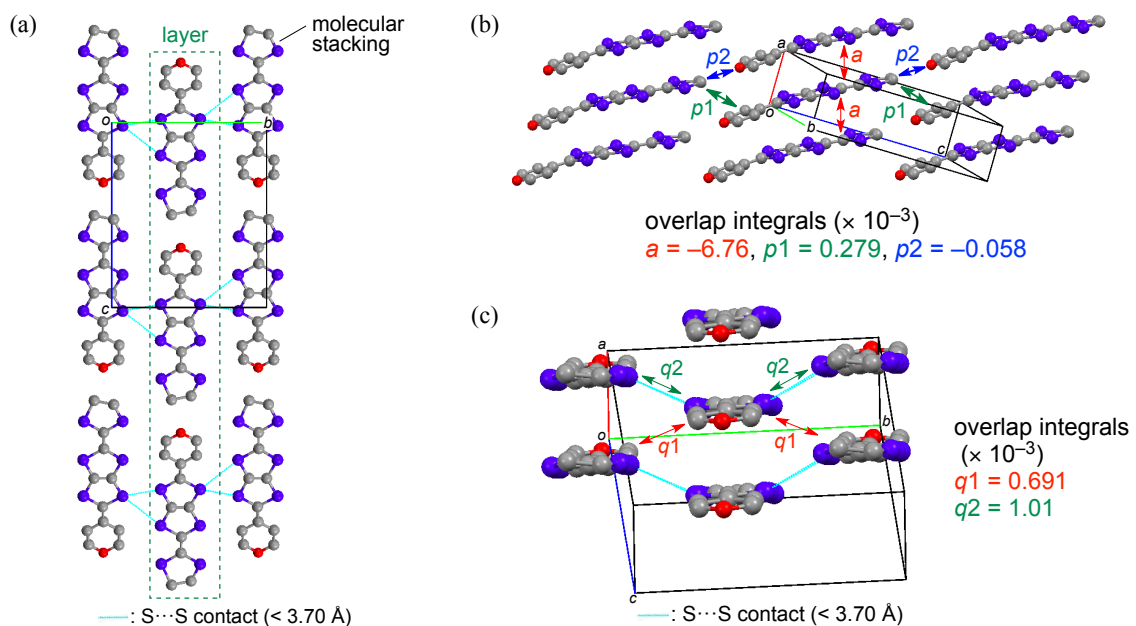 (a)
molecular
stacking
layer
o
b
c
—: S···S contact (< 3.70 Å)
(b)
p2
a
a
p2
p1
o
b
a
p1
c
overlap integrals (× 10–3)
a = –6.76, p1 = 0.279, p2 = –0.058
(c)
a
q2
q2
o
q1
q1
b
c
overlap integrals
(× 10–3)
q1 = 0.691
q2 = 1.01
—: S···S contact (< 3.70 Å)